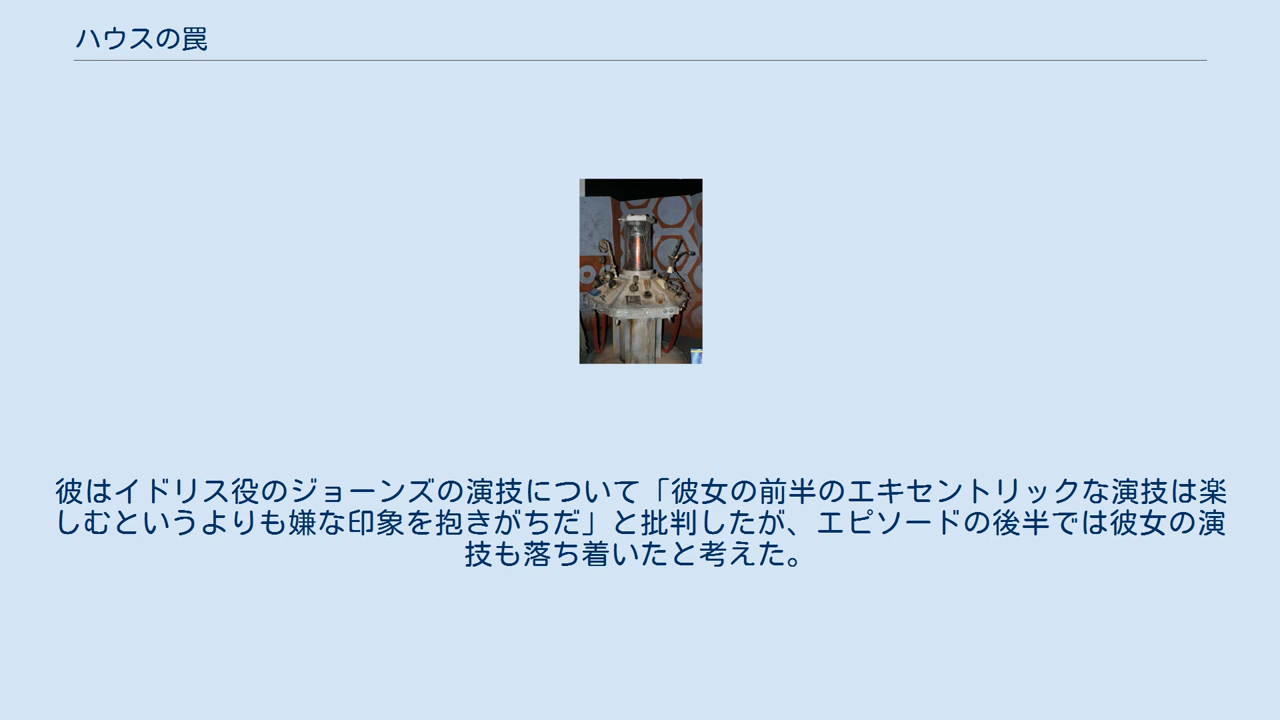 ハウスの罠
彼はイドリス役のジョーンズの演技について「彼女の前半のエキセントリックな演技は楽
しむというよりも嫌な印象を抱きがちだ」と批判したが、エピソードの後半では彼女の演
技も落ち着いたと考えた。